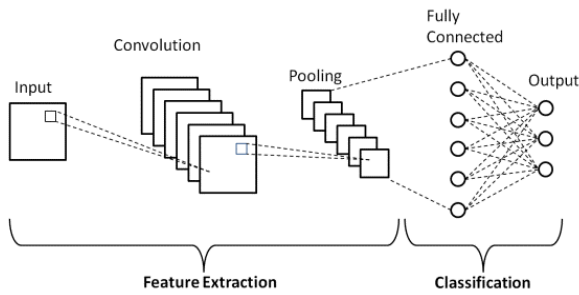 Input
Convolution
Pooling
Fully
Connected
Output
Feature Extraction
Classification